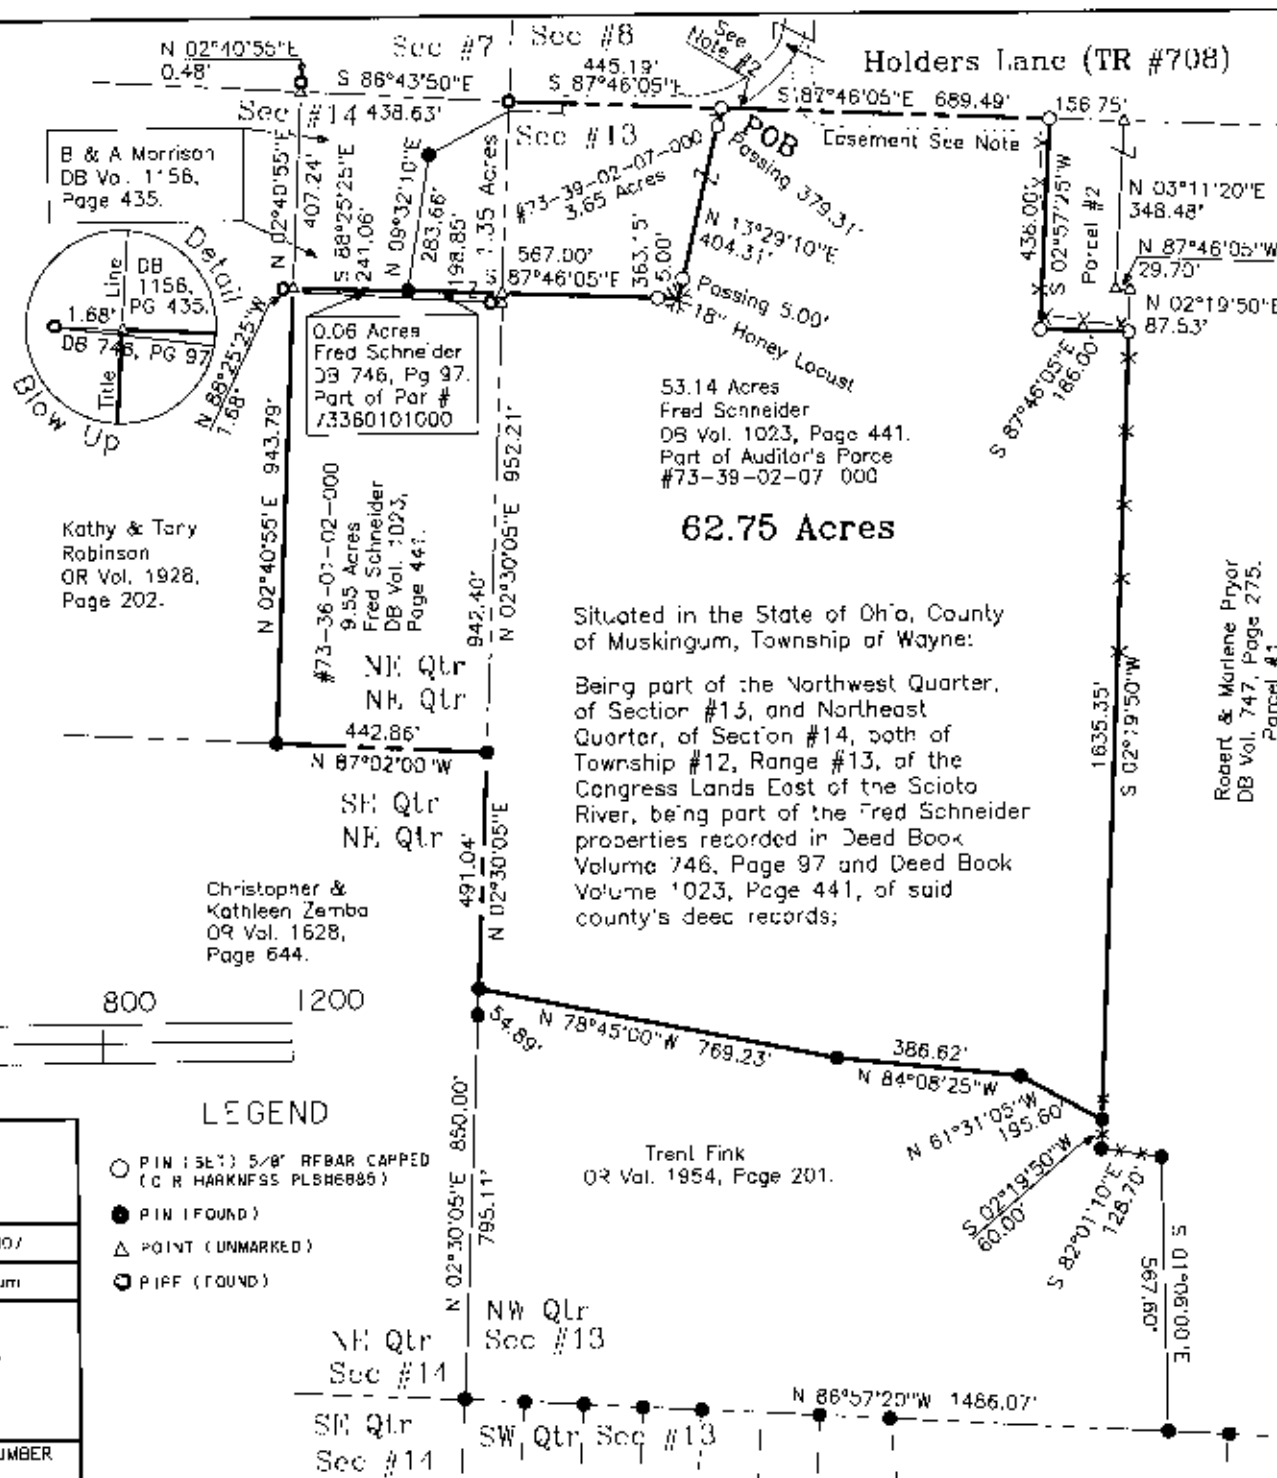 N 02°40'55"E
0.48'
Sec #7
Sec #8
See
Note #2
Holders Lane (TR #708)
S 86°43'50"E
438.63'
445.19'
S 87°46'05"E
S 87°46'05"E 689.49'
156.75'
Sec #14
Sec #13
POB
Easement See Note
B & A Morrison
DB Vol. 1156,
Page 435.
N 02°40'55"E
407.24'
S 88°25'25"E
241.06'
N 09°32'10"E
283.66'
198.85'
1.35 Acres
#73-39-02-07-000
3.65 Acres
Passing 379.31'
N 13°29'10"E
404.31'
436.00'
S 02°57'25"W
Parcel #2
N 03°11'20"E
348.48'
N 87°46'05"W
29.70'
N 02°19'50"E
87.53'
567.00'
S 87°46'05"E
363.15'
5.00'
Passing 5.00'
18" Honey Locust
S 87°46'05"E
186.00'
Detail
Blow Up
Title Line
DB
1156,
PG 435.
1.68'
DB 746, PG 97
N 88°25'25"W
1.68'
0.06 Acres
Fred Schneider
DB 746, Pg 97.
Part of Par #
73360101000
53.14 Acres
Fred Schneider
DB Vol. 1023, Page 441.
Part of Auditor's Parce
#73-39-02-07 000
62.75 Acres
N 02°40'55"E 943.79'
#73-36-01-02-000
9.55 Acres
Fred Schneider
DB Vol. 1023,
Page 441.
942.40'
N 02°30'05"E 952.21'
Kathy & Tary
Robinson
OR Vol. 1928,
Page 202.
NE Qtr
NE Qtr
442.86'
N 87°02'00"W
SE Qtr
NE Qtr
Situated in the State of Ohio, County
of Muskingum, Township of Wayne:
Being part of the Northwest Quarter,
of Section #13, and Northeast
Quarter, of Section #14, both of
Township #12, Range #13, of the
Congress Lands East of the Scioto
River, being part of the Fred Schneider
properties recorded in Deed Book
Volume 746, Page 97 and Deed Book
Volume 1023, Page 441, of said
county's deed records;
1635.35'
S 02°19'50"W
Robert & Marlene Pryor
DB Vol. 747, Page 275.
Parcel #1
491.04'
N 02°30'05"E
Christopher &
Kathleen Zemba
OR Vol. 1628,
Page 644.
800 1200
54.89'
N 78°45'00"W 769.23'
386.62'
N 84°08'25"W
N 61°31'05"W
195.60'
S 02°19'50"W
60.00'
S 82°01'10"E
128.70'
S 01°06'00"E
567.60'
Trent Fink
OR Vol. 1954, Page 201.
LEGEND
PIN (SET) 5/8" REBAR CAPPED
(C R HARKNESS PLS#6885)
PIN (FOUND)
POINT (UNMARKED)
PIPE (FOUND)
N 02°30'05"E 850.00'
795.11'
NW Qtr
Sec #13
NE Qtr
Sec #14
SE Qtr
Sec #14
SW Qtr Sec #13
N 86°57'20"W 1486.07'
UMBER